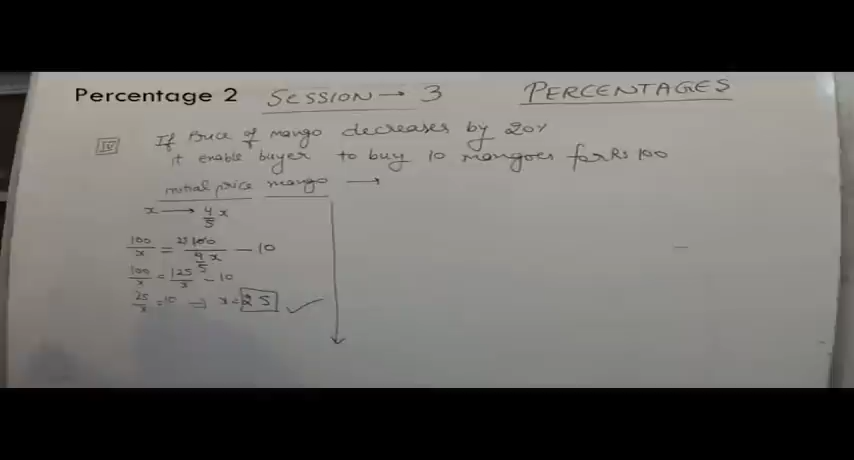 Percentage 2 SESSION → 3 PERCENTAGES
IV If Price of mango decreases by 20%
it enable buyer to buy 10 mangoes for Rs 100
initial price mango →
x → 4/5 x
100/x = 100/(4/5 x) - 10
100/x = 125/x - 10
25/x = 10 ⇒ x = 2.5 ✓